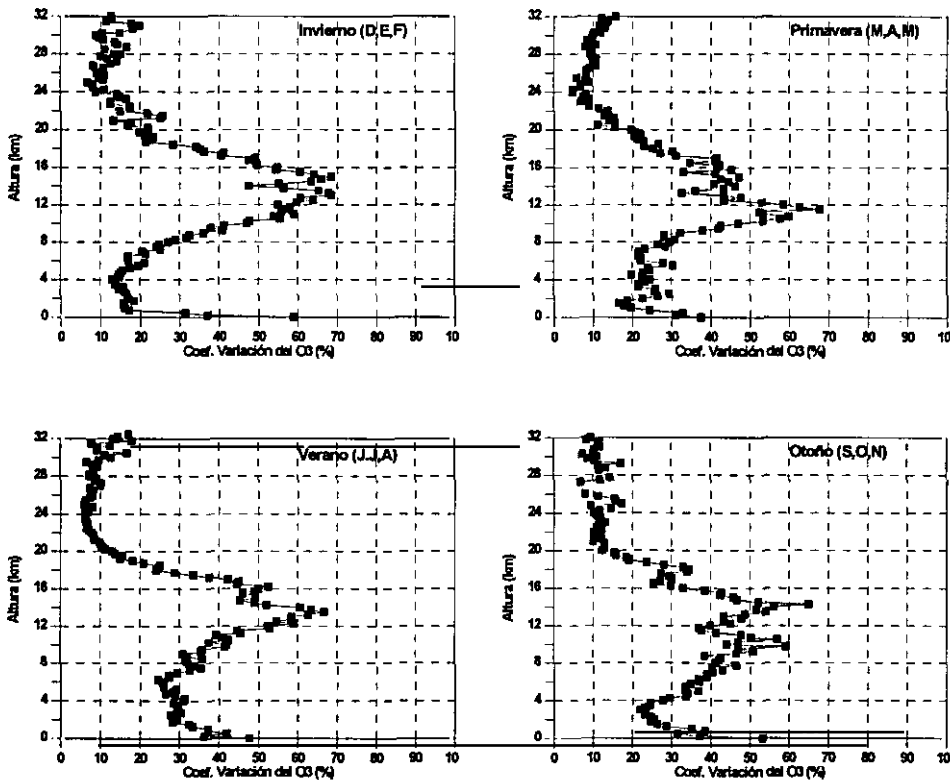 Invierno (D,E,F)
Altura (km)
32
28
24
20
16
12
8
4
0
0 10 20 30 40 50 60 70 80 90 10
Coef. Variación del O3 (%)
Primavera (M,A,M)
Altura (km)
32
28
24
20
16
12
8
4
0
0 10 20 30 40 50 60 70 80 90 10
Coef. Variación del O3 (%)
Verano (J,J,A)
Altura (km)
32
28
24
20
16
12
8
4
0
0 10 20 30 40 50 60 70 80 90 10
Coef. Variación del O3 (%)
Otoño (S,O,N)
Altura (km)
32
28
24
20
16
12
8
4
0
0 10 20 30 40 50 60 70 80 90 10
Coef. Variación del O3 (%)